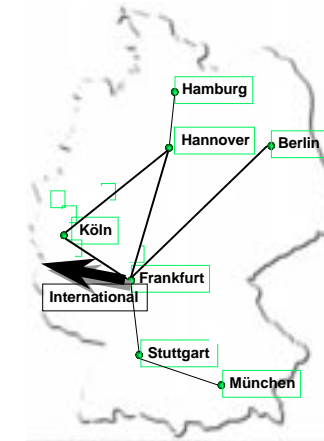 Hamburg
Hannover
Berlin
Köln
Frankfurt
International
Stuttgart
München